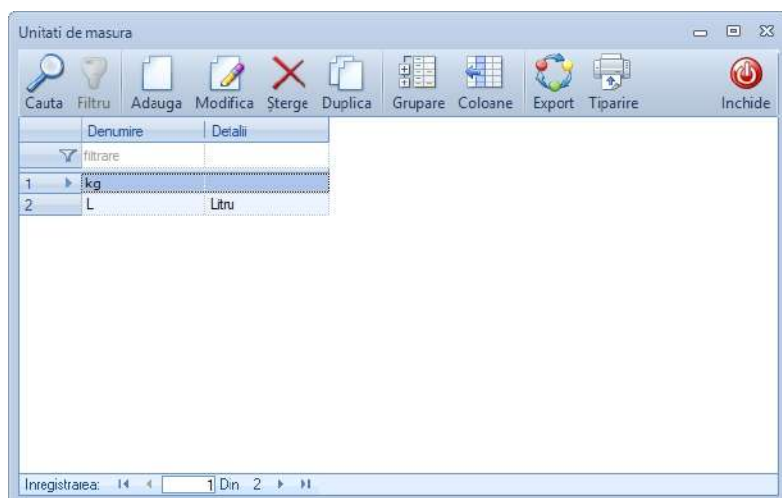 Unitati de masura
Cauta Filtru Adauga Modifica Șterge Duplica Grupare Coloane Export Tiparire Inchide
Denumire Detalii
filtrare
1 kg
2 L Litru
Inregistrarea: 1 Din 2